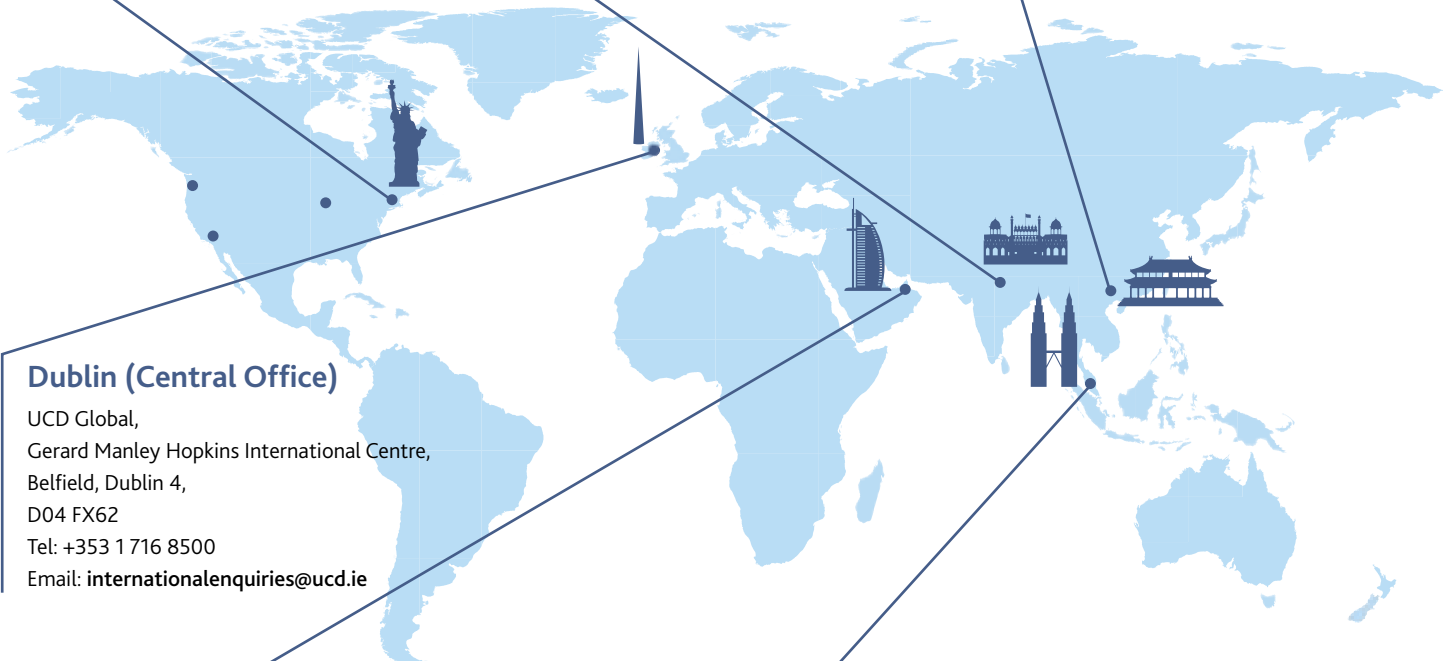 Dublin (Central Office)
UCD Global,
Gerard Manley Hopkins International Centre,
Belfield, Dublin 4,
D04 FX62
Tel: +353 1 716 8500
Email: internationalenquiries@ucd.ie